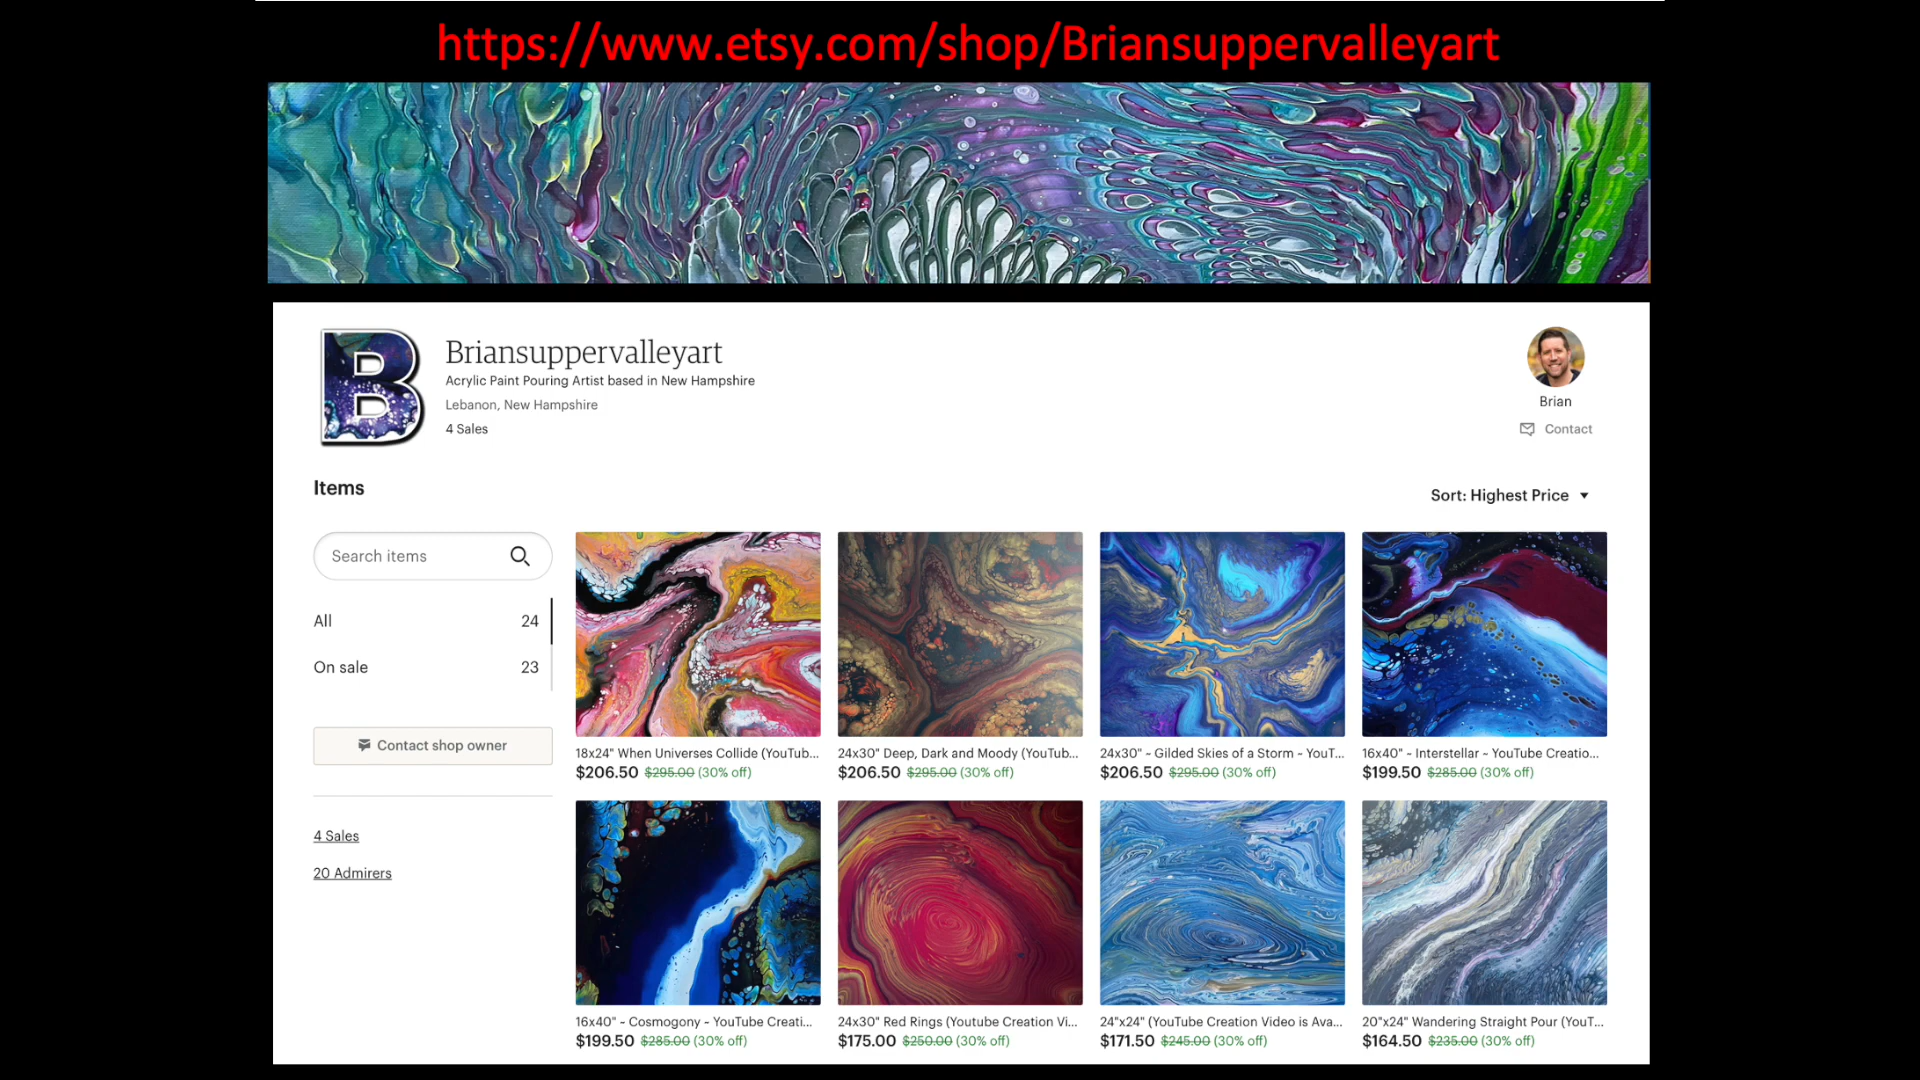 https://www.etsy.com/shop/Briansuppervalleyart
B
Briansuppervalleyart
Acrylic Paint Pouring Artist based in New Hampshire
Lebanon, New Hampshire
4 Sales
Brian
Contact
Items
Sort: Highest Price
Search items
All 24
On sale 23
Contact shop owner
4 Sales
20 Admirers
18x24" When Universes Collide (YouTub...
$206.50 $295.00 (30% off)
24x30" Deep, Dark and Moody (YouTub...
$206.50 $295.00 (30% off)
24x30" ~ Gilded Skies of a Storm ~ YouT...
$206.50 $295.00 (30% off)
16x40" ~ Interstellar ~ YouTube Creatio...
$199.50 $285.00 (30% off)
16x40" ~ Cosmogony ~ YouTube Creati...
$199.50 $285.00 (30% off)
24x30" Red Rings (Youtube Creation Vi...
$175.00 $250.00 (30% off)
24"x24" (YouTube Creation Video is Ava...
$171.50 $245.00 (30% off)
20"x24" Wandering Straight Pour (YouT...
$164.50 $235.00 (30% off)